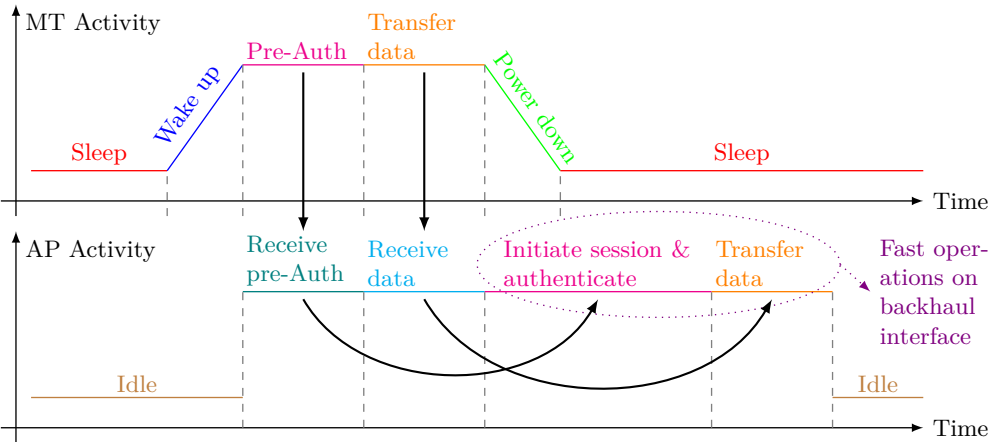 MT Activity
Transfer
data
Pre-Auth
Wake up
Power down
Sleep
Sleep
Time
AP Activity
Receive
pre-Auth
Receive
data
Initiate session &
authenticate
Transfer
data
Fast oper-
ations on
backhaul
interface
Idle
Idle
Time